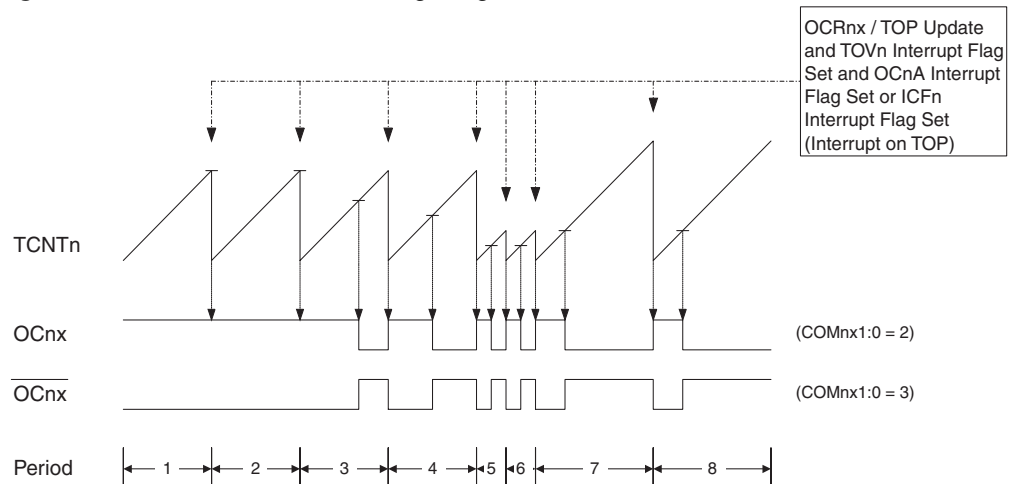 OCRnx / TOP Update
and TOVn Interrupt Flag
Set and OCnA Interrupt
Flag Set or ICFn
Interrupt Flag Set
(Interrupt on TOP)
TCNTn
OCnx
(COMnx1:0 = 2)
OCnx
(COMnx1:0 = 3)
Period
1 2 3 4 5 6 7 8